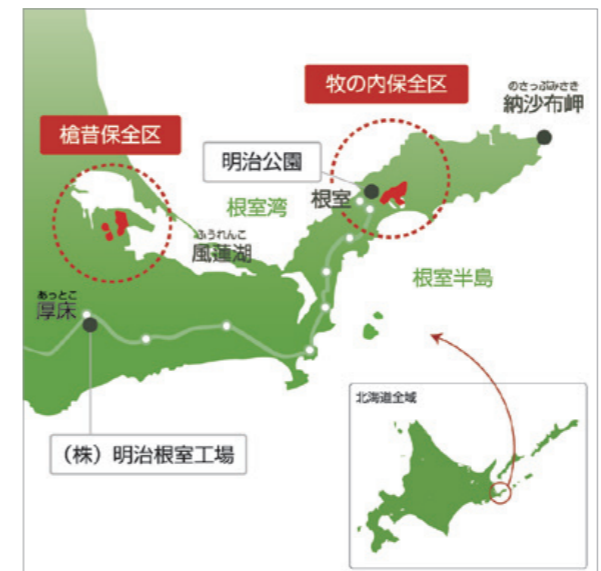 牧の内保全区
のさっぷみさき
納沙布岬
槍昔保全区
明治公園
根室
根室湾
ふうれんこ
風蓮湖
根室半島
あっとこ
厚床
北海道全域
(株)明治根室工場